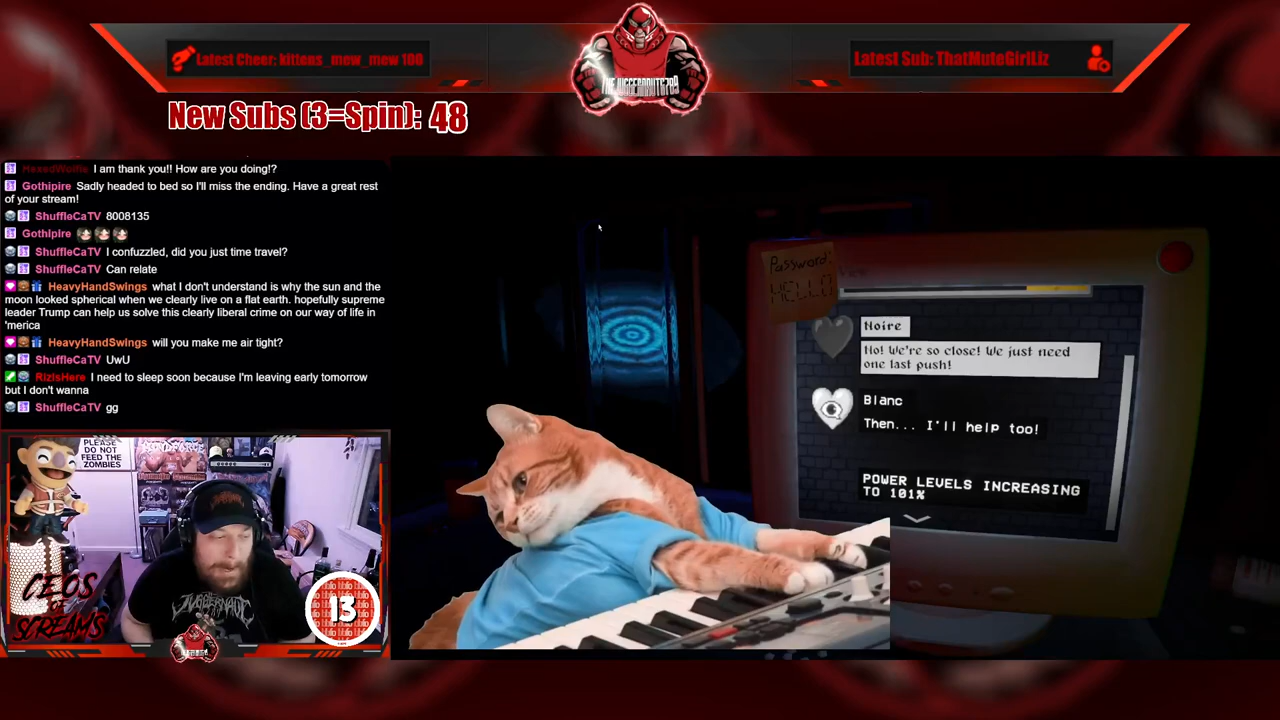 Latest Cheer: kittens_mew_mew 100
THEJUGGERNAUT6789
Latest Sub: ThatMuteGirlLiz
New Subs (3=Spin): 48
HexedWolfie I am thank you!! How are you doing!?
Gothipire Sadly headed to bed so I'll miss the ending. Have a great rest
of your stream!
ShuffleCaTV 8008135
Gothipire
ShuffleCaTV I confuzzled, did you just time travel?
ShuffleCaTV Can relate
HeavyHandSwings what I don't understand is why the sun and the
moon looked spherical when we clearly live on a flat earth. hopefully supreme
leader Trump can help us solve this clearly liberal crime on our way of life in
'merica
HeavyHandSwings will you make me air tight?
ShuffleCaTV UwU
RizIsHere I need to sleep soon because I'm leaving early tomorrow
but I don't wanna
ShuffleCaTV gg
Password:
HELLO
Noire
No! We're so close! We just need
one last push!
Blanc
Then... I'll help too!
POWER LEVELS INCREASING
TO 101%
PLEASE
DO NOT
FEED THE
ZOMBIES
CEOS
OF
SCREAMS
13